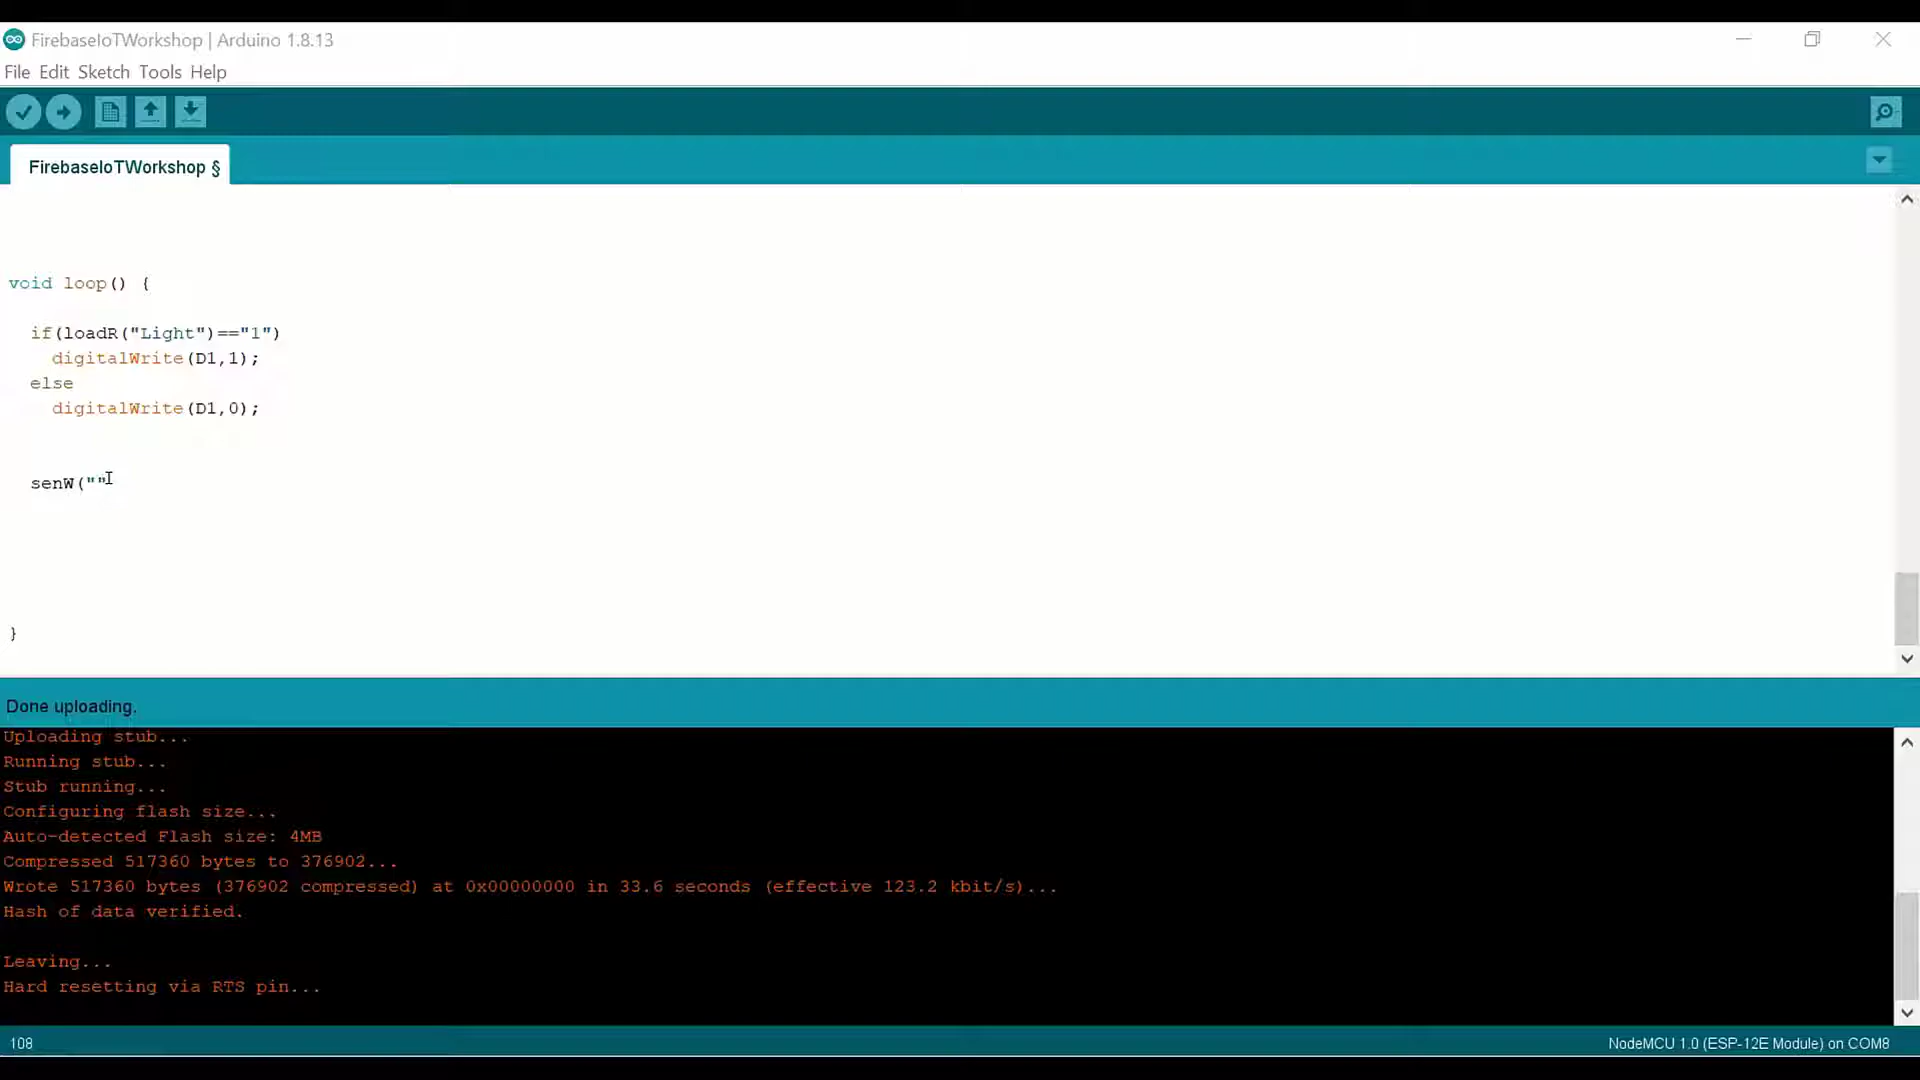 FirebaseIoTWorkshop | Arduino 1.8.13
File Edit Sketch Tools Help
FirebaseIoTWorkshop §
void loop() {
if(loadR("Light")=="1")
digitalWrite(D1,1);
else
digitalWrite(D1,0);
senW(""
}
Done uploading.
Uploading stub...
Running stub...
Stub running...
Configuring flash size...
Auto-detected Flash size: 4MB
Compressed 517360 bytes to 376902...
Wrote 517360 bytes (376902 compressed) at 0x00000000 in 33.6 seconds (effective 123.2 kbit/s)...
Hash of data verified.
Leaving...
Hard resetting via RTS pin...
108
NodeMCU 1.0 (ESP-12E Module) on COM8